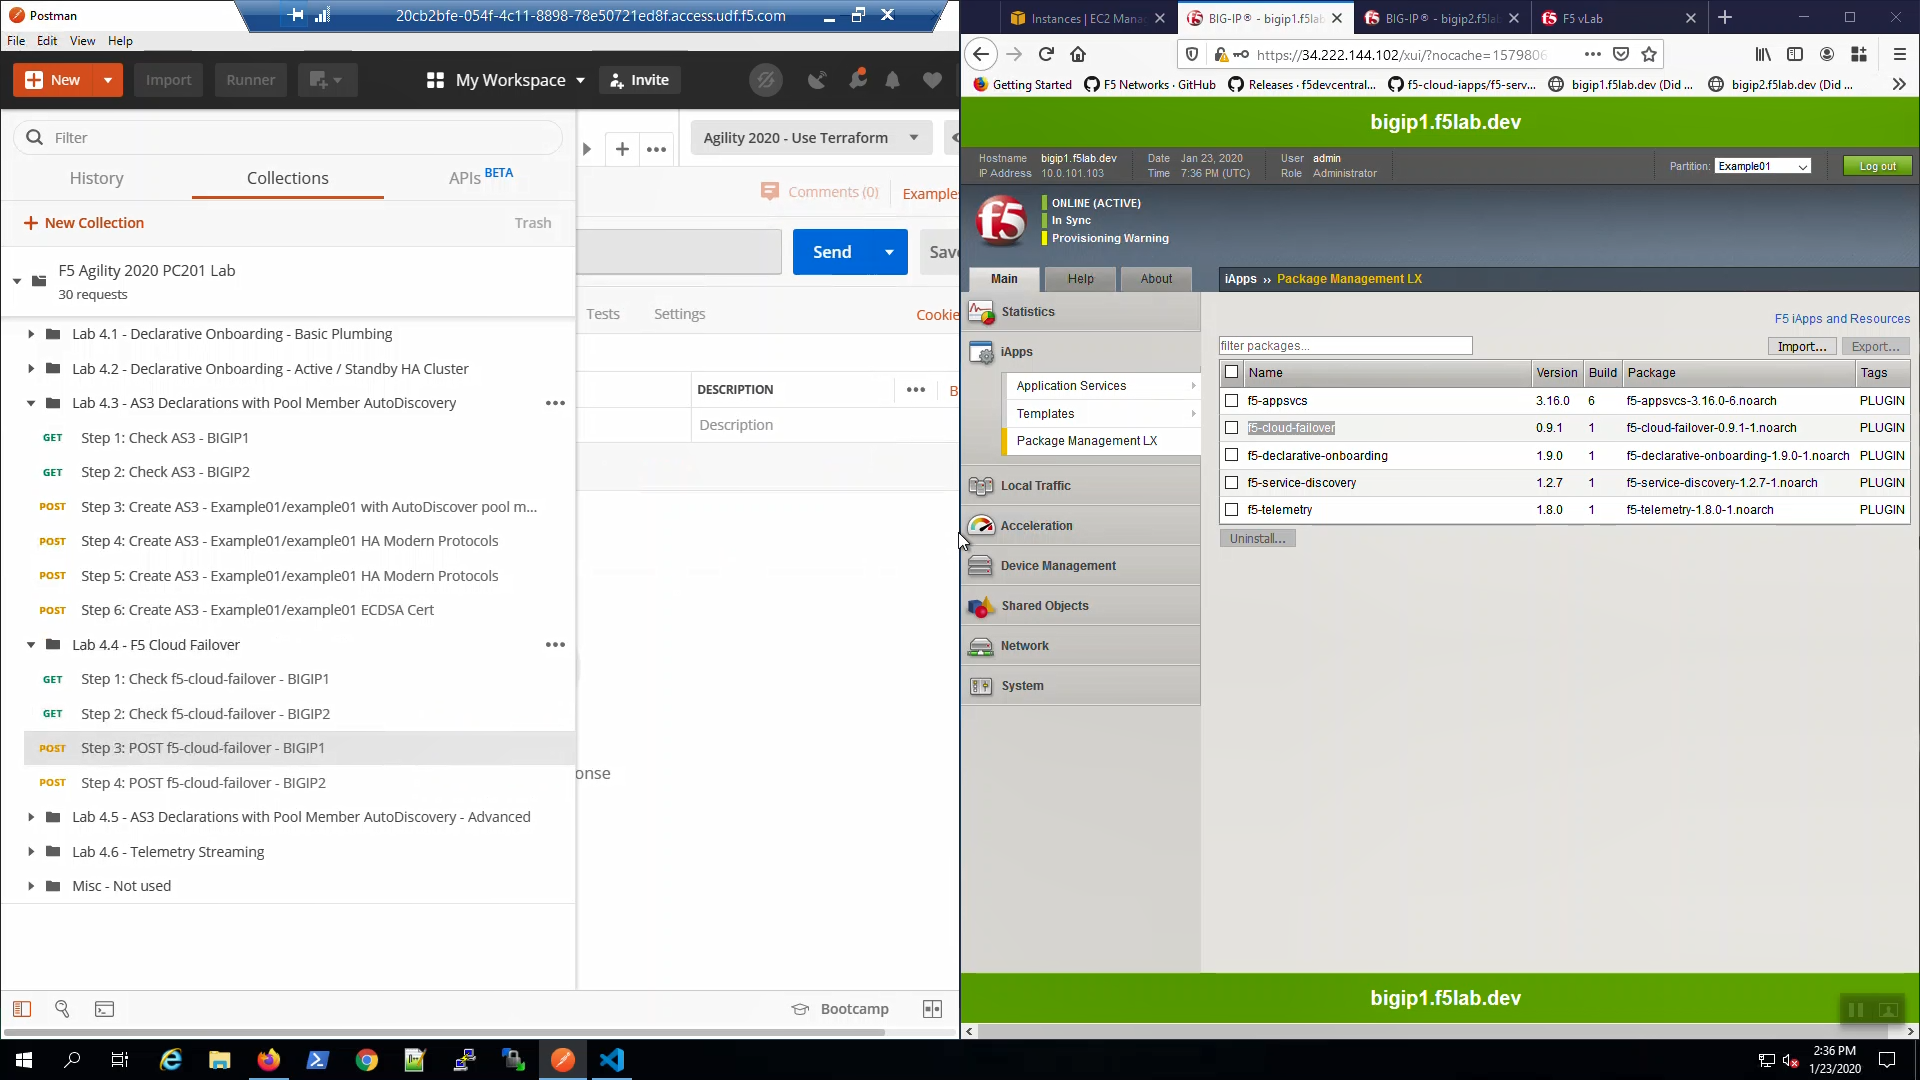 Postman
20cb2bfe-054f-4c11-8898-78e50721ed8f.access.udf.f5.com
File Edit View Help
New
Import
Runner
My Workspace
Invite
Filter
History
Collections
APIs BETA
New Collection
Trash
F5 Agility 2020 PC201 Lab
30 requests
Lab 4.1 - Declarative Onboarding - Basic Plumbing
Lab 4.2 - Declarative Onboarding - Active / Standby HA Cluster
Lab 4.3 - AS3 Declarations with Pool Member AutoDiscovery
GET Step 1: Check AS3 - BIGIP1
GET Step 2: Check AS3 - BIGIP2
POST Step 3: Create AS3 - Example01/example01 with AutoDiscover pool m...
POST Step 4: Create AS3 - Example01/example01 HA Modern Protocols
POST Step 5: Create AS3 - Example01/example01 HA Modern Protocols
POST Step 6: Create AS3 - Example01/example01 ECDSA Cert
Lab 4.4 - F5 Cloud Failover
GET Step 1: Check f5-cloud-failover - BIGIP1
GET Step 2: Check f5-cloud-failover - BIGIP2
POST Step 3: POST f5-cloud-failover - BIGIP1
POST Step 4: POST f5-cloud-failover - BIGIP2
Lab 4.5 - AS3 Declarations with Pool Member AutoDiscovery - Advanced
Lab 4.6 - Telemetry Streaming
Misc - Not used
Agility 2020 - Use Terraform
Comments (0)
Examples
Send
Save
Tests
Settings
Cookie
DESCRIPTION
B
Description
onse
Bootcamp
Instances | EC2 Mana
BIG-IP® - bigip1.f5lab
BIG-IP® - bigip2.f5lab
F5 vLab
https://34.222.144.102/xui/?nocache=1579806
Getting Started
F5 Networks · GitHub
Releases · f5devcentral...
f5-cloud-iapps/f5-serv...
bigip1.f5lab.dev (Did ...
bigip2.f5lab.dev (Did ...
bigip1.f5lab.dev
Hostname bigip1.f5lab.dev
IP Address 10.0.101.103
Date Jan 23, 2020
Time 7:36 PM (UTC)
User admin
Role Administrator
Partition: Example01
Log out
f5
ONLINE (ACTIVE)
In Sync
Provisioning Warning
Main
Help
About
iApps ›› Package Management LX
Statistics
iApps
Application Services
Templates
Package Management LX
Local Traffic
Acceleration
Device Management
Shared Objects
Network
System
F5 iApps and Resources
filter packages...
Import...
Export...
Name Version Build Package Tags
f5-appsvcs 3.16.0 6 f5-appsvcs-3.16.0-6.noarch PLUGIN
f5-cloud-failover 0.9.1 1 f5-cloud-failover-0.9.1-1.noarch PLUGIN
f5-declarative-onboarding 1.9.0 1 f5-declarative-onboarding-1.9.0-1.noarch PLUGIN
f5-service-discovery 1.2.7 1 f5-service-discovery-1.2.7-1.noarch PLUGIN
f5-telemetry 1.8.0 1 f5-telemetry-1.8.0-1.noarch PLUGIN
Uninstall...
bigip1.f5lab.dev
2:36 PM
1/23/2020